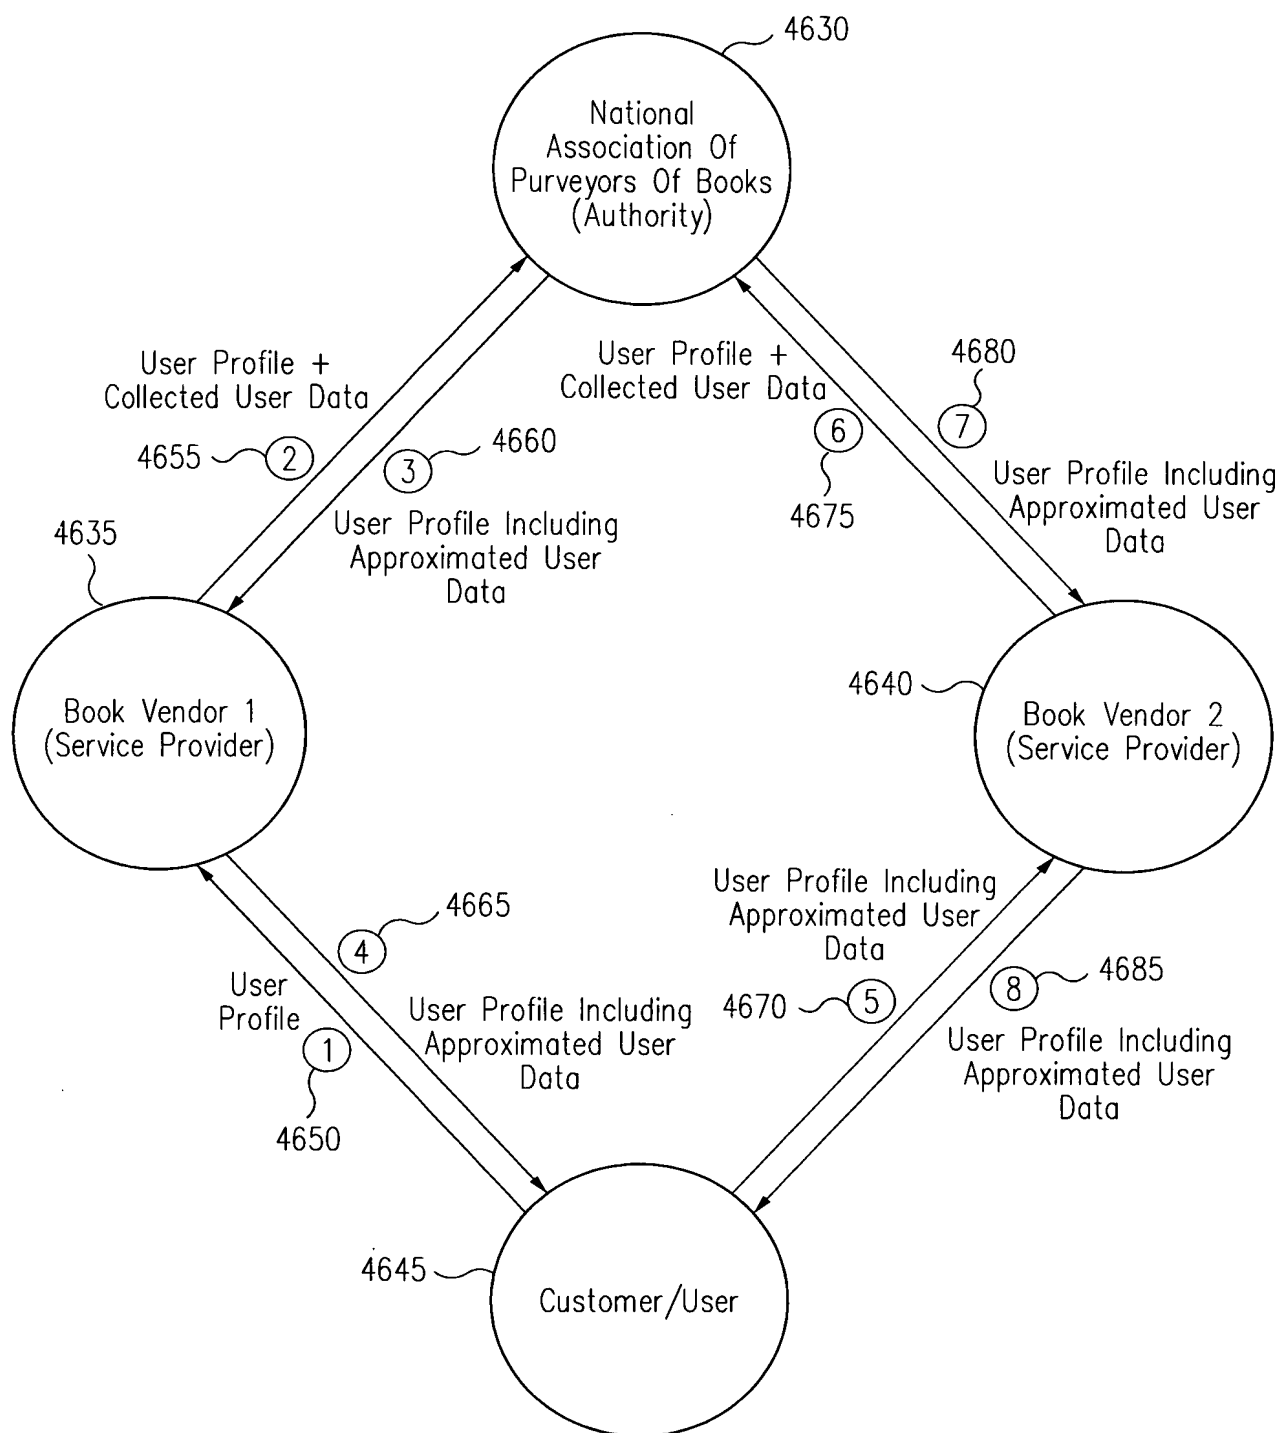 4630
National
Association Of
Purveyors Of Books
(Authority)
User Profile +
Collected User Data
4655
2
3
4660
User Profile Including
Approximated User
Data
User Profile +
Collected User Data
6
4675
4680
7
User Profile Including
Approximated User
Data
4635
Book Vendor 1
(Service Provider)
4640
Book Vendor 2
(Service Provider)
4665
4
User
Profile
1
4650
User Profile Including
Approximated User
Data
User Profile Including
Approximated User
Data
4670
5
8
4685
User Profile Including
Approximated User
Data
4645
Customer/User